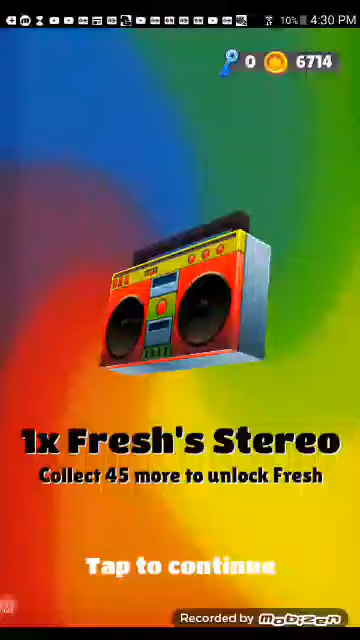 10% 4:30 PM
0 6714
1x Fresh's Stereo
Collect 45 more to unlock Fresh
Tap to continue
Recorded by mobizen